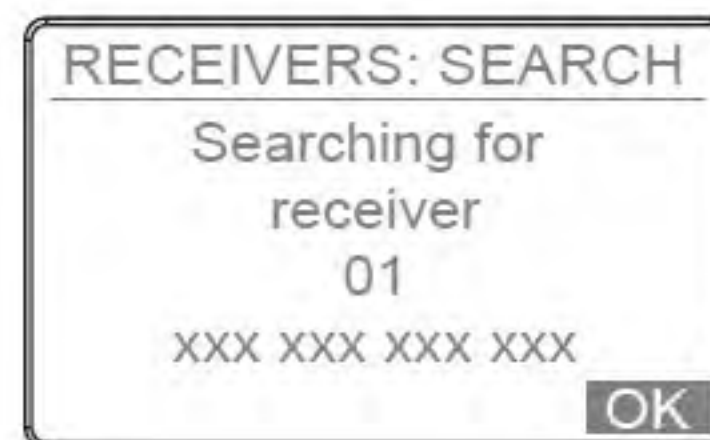 RECEIVERS: SEARCH
Searching for
receiver
01
xxx xxx xxx xxx
OK